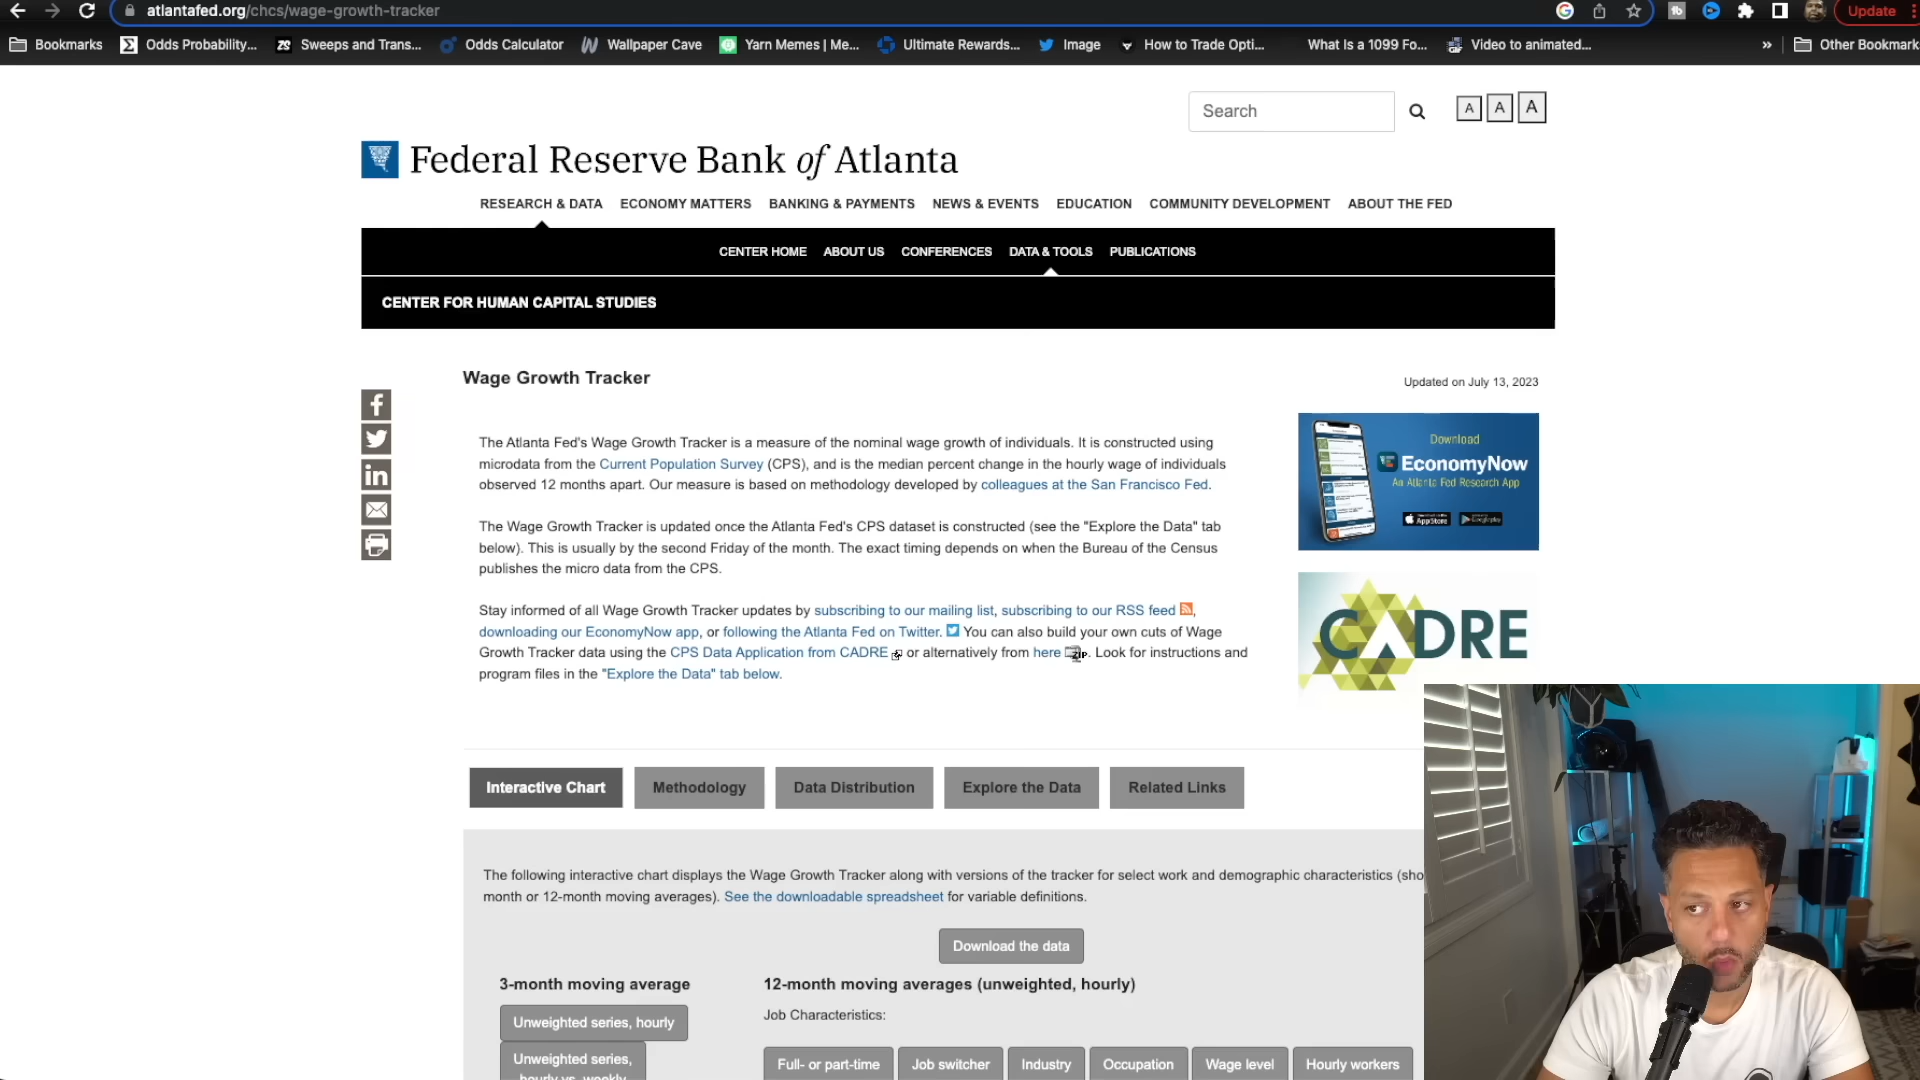 atlantafed.org/chcs/wage-growth-tracker
Update
Bookmarks
Odds Probability...
Sweeps and Trans...
Odds Calculator
Wallpaper Cave
Yarn Memes | Me...
Ultimate Rewards...
Image
How to Trade Opti...
What Is a 1099 Fo...
Video to animated...
»
Other Bookmark
Search
A A A
Federal Reserve Bank of Atlanta
RESEARCH & DATA ECONOMY MATTERS BANKING & PAYMENTS NEWS & EVENTS EDUCATION COMMUNITY DEVELOPMENT ABOUT THE FED
CENTER HOME ABOUT US CONFERENCES DATA & TOOLS PUBLICATIONS
CENTER FOR HUMAN CAPITAL STUDIES
Wage Growth Tracker
Updated on July 13, 2023
The Atlanta Fed's Wage Growth Tracker is a measure of the nominal wage growth of individuals. It is constructed using
microdata from the Current Population Survey (CPS), and is the median percent change in the hourly wage of individuals
observed 12 months apart. Our measure is based on methodology developed by colleagues at the San Francisco Fed.
The Wage Growth Tracker is updated once the Atlanta Fed's CPS dataset is constructed (see the "Explore the Data" tab
below). This is usually by the second Friday of the month. The exact timing depends on when the Bureau of the Census
publishes the micro data from the CPS.
Stay informed of all Wage Growth Tracker updates by subscribing to our mailing list, subscribing to our RSS feed,
downloading our EconomyNow app, or following the Atlanta Fed on Twitter. You can also build your own cuts of Wage
Growth Tracker data using the CPS Data Application from CADRE or alternatively from here ZIP. Look for instructions and
program files in the "Explore the Data" tab below.
Download
EconomyNow
An Atlanta Fed Research App
App Store
Google play
CADRE
Interactive Chart
Methodology
Data Distribution
Explore the Data
Related Links
The following interactive chart displays the Wage Growth Tracker along with versions of the tracker for select work and demographic characteristics (sho
month or 12-month moving averages). See the downloadable spreadsheet for variable definitions.
Download the data
3-month moving average
12-month moving averages (unweighted, hourly)
Unweighted series, hourly
Job Characteristics:
Unweighted series,
hourly vs. weekly
Full- or part-time
Job switcher
Industry
Occupation
Wage level
Hourly workers